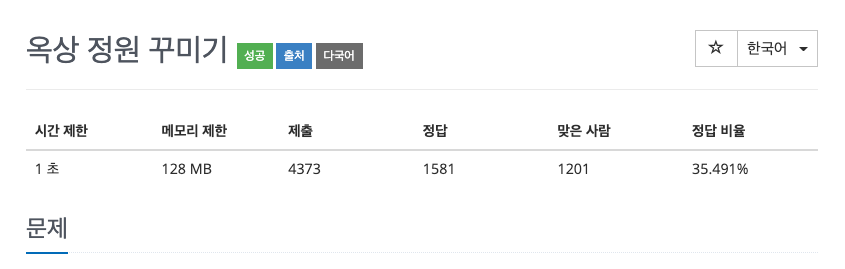 옥상 정원 꾸미기 성공 출처 다국어 ☆ 한국어
시간 제한 메모리 제한 제출 정답 맞은 사람 정답 비율
1 초 128 MB 4373 1581 1201 35.491%
문제